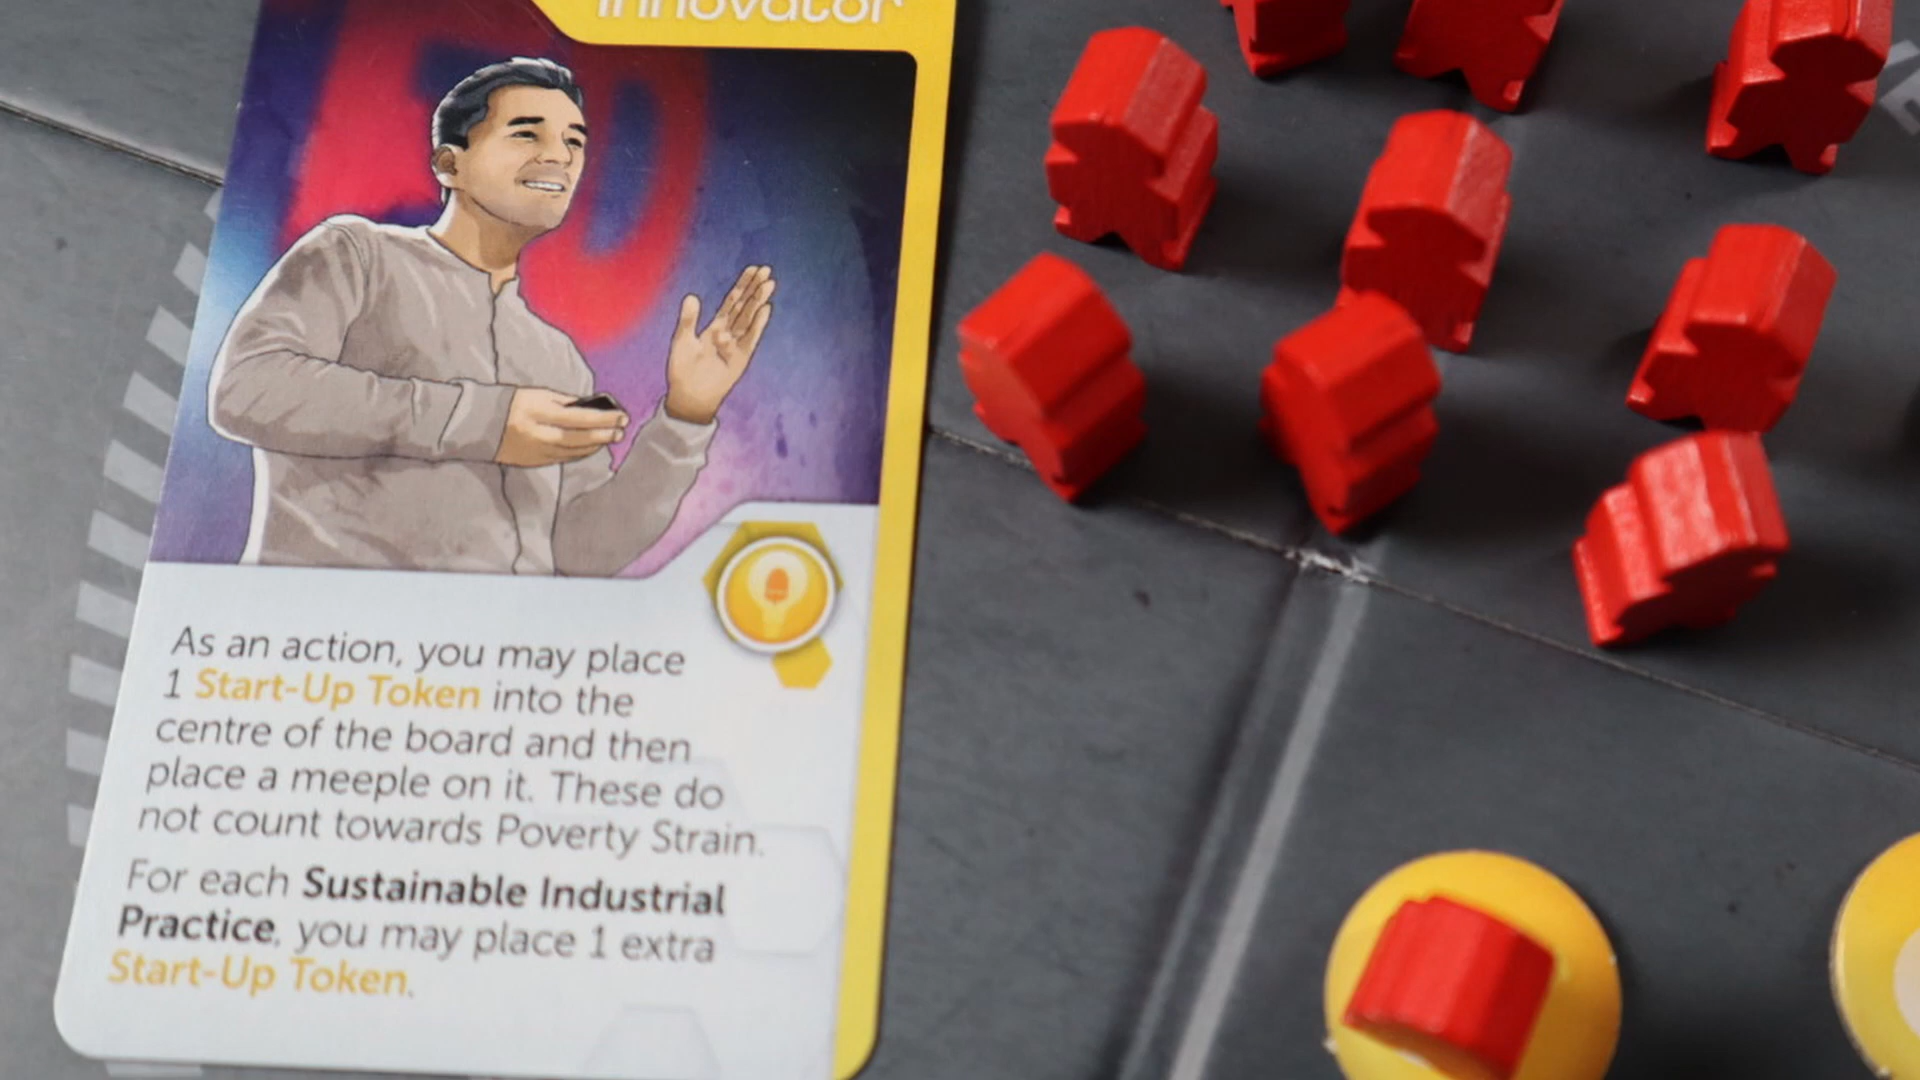 Innovator
As an action, you may place
1 Start-Up Token into the
centre of the board and then
place a meeple on it. These do
not count towards Poverty Strain.
For each Sustainable Industrial
Practice, you may place 1 extra
Start-Up Token.